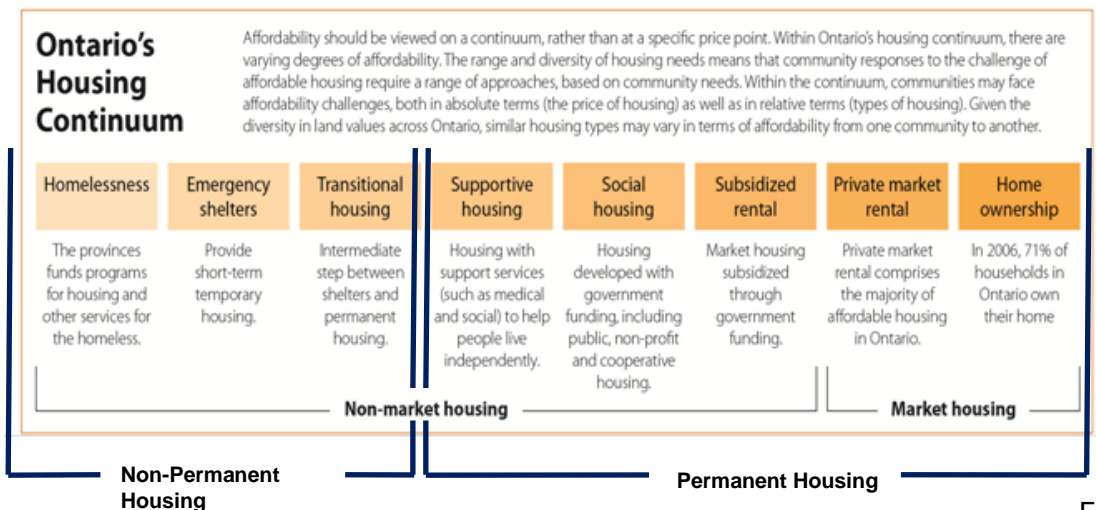 Ontario's
Housing
Continuum
Affordability should be viewed on a continuum, rather than at a specific price point. Within Ontario's housing continuum, there are
varying degrees of affordability. The range and diversity of housing needs means that community responses to the challenge of
affordable housing require a range of approaches, based on community needs. Within the continuum, communities may face
affordability challenges, both in absolute terms (the price of housing) as well as in relative terms (types of housing). Given the
diversity in land values across Ontario, similar housing types may vary in terms of affordability from one community to another.
Homelessness
The provinces
funds programs
for housing and
other services for
the homeless.
Emergency
shelters
Provide
short-term
temporary
housing.
Transitional
housing
Intermediate
step between
shelters and
permanent
housing.
Supportive
housing
Housing with
support services
(such as medical
and social) to help
people live
independently.
Social
housing
Housing
developed with
government
funding, including
public, non-profit
and cooperative
housing.
Subsidized
rental
Market housing
subsidized
through
government
funding.
Private market
rental
Private market
rental comprises
the majority of
affordable housing
in Ontario.
Home
ownership
In 2006, 71% of
households in
Ontario own
their home
Non-market housing
Market housing
Non-Permanent
Housing
Permanent Housing